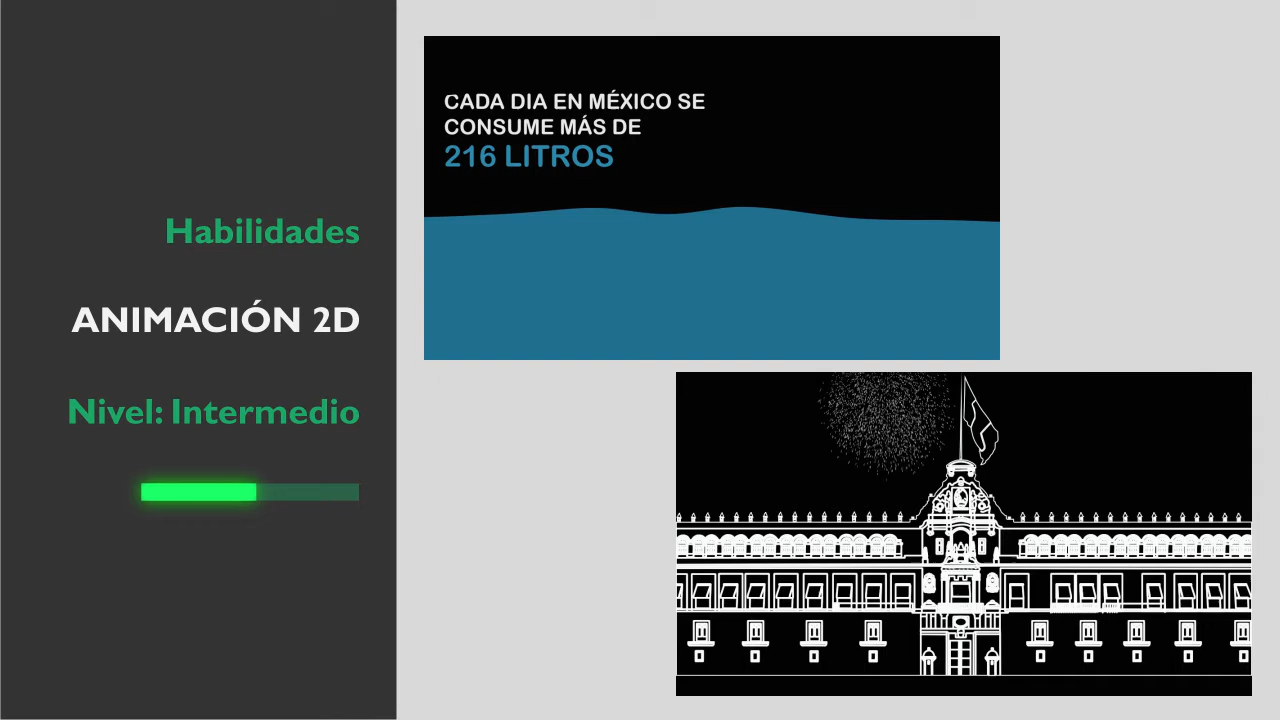 Habilidades
ANIMACIÓN 2D
Nivel: Intermedio
CADA DIA EN MÉXICO SE
CONSUME MÁS DE
216 LITROS